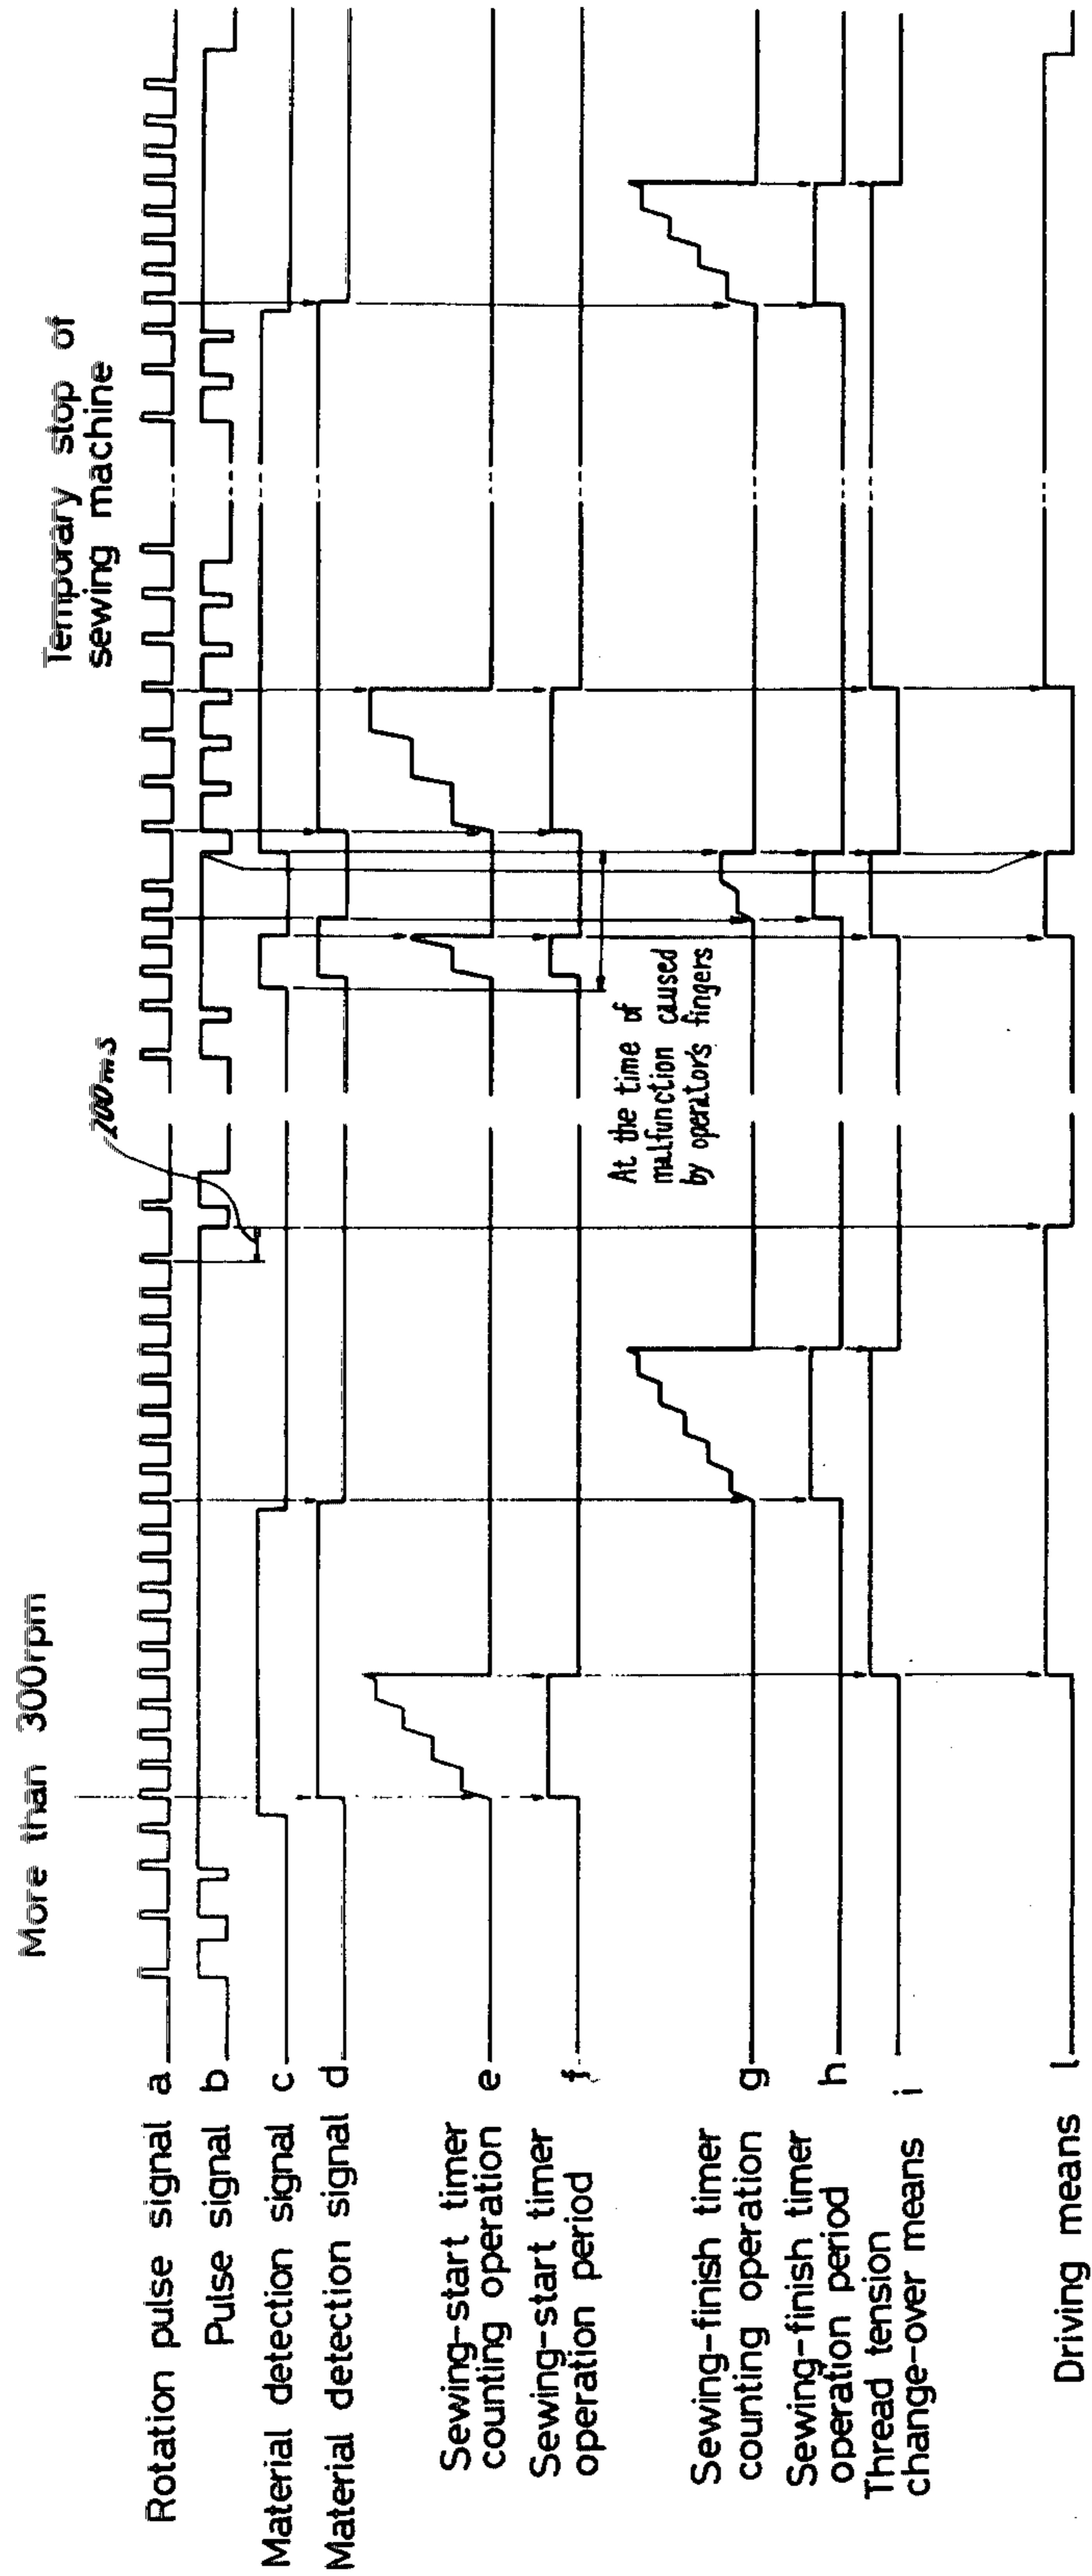 More than 300rpm
Temporary stop of
sewing machine
200ms
Rotation pulse signal a
Pulse signal b
Material detection signal c
Material detection signal d
Sewing-start timer
counting operation e
Sewing-start timer
operation period f
At the time of
malfunction caused
by operator's fingers
Sewing-finish timer
counting operation g
Sewing-finish timer
operation period h
Thread tension
change-over means i
Driving means l